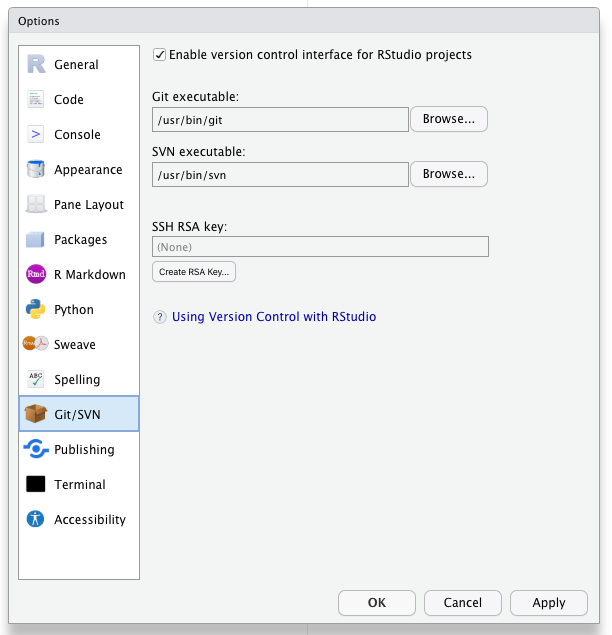 Options
General
Code
Console
Appearance
Pane Layout
Packages
Rmd R Markdown
Python
Sweave
ABC Spelling
Git/SVN
Publishing
Terminal
Accessibility
Enable version control interface for RStudio projects
Git executable:
/usr/bin/git Browse...
SVN executable:
/usr/bin/svn Browse...
SSH RSA key:
(None)
Create RSA Key...
? Using Version Control with RStudio
OK Cancel Apply